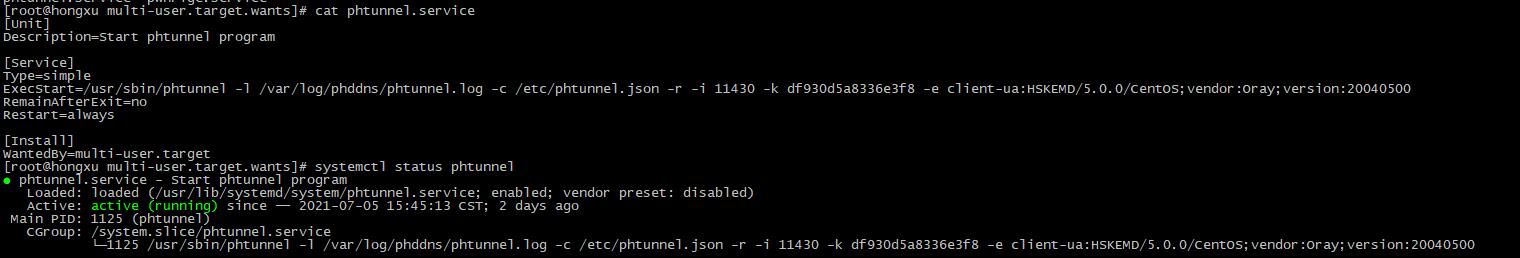 [root@hongxu multi-user.target.wants]# cat phtunnel.service
[Unit]
Description=Start phtunnel program
[Service]
Type=simple
ExecStart=/usr/sbin/phtunnel -l /var/log/phddns/phtunnel.log -c /etc/phtunnel.json -r -i 11430 -k df930d5a8336e3f8 -e client-ua:HSKEMD/5.0.0/CentOS;vendor:Oray;version:20040500
RemainAfterExit=no
Restart=always
[Install]
WantedBy=multi-user.target
[root@hongxu multi-user.target.wants]# systemctl status phtunnel
● phtunnel.service - Start phtunnel program
Loaded: loaded (/usr/lib/systemd/system/phtunnel.service; enabled; vendor preset: disabled)
Active: active (running) since 一 2021-07-05 15:45:13 CST; 2 days ago
Main PID: 1125 (phtunnel)
CGroup: /system.slice/phtunnel.service
└─1125 /usr/sbin/phtunnel -l /var/log/phddns/phtunnel.log -c /etc/phtunnel.json -r -i 11430 -k df930d5a8336e3f8 -e client-ua:HSKEMD/5.0.0/CentOS;vendor:Oray;version:20040500